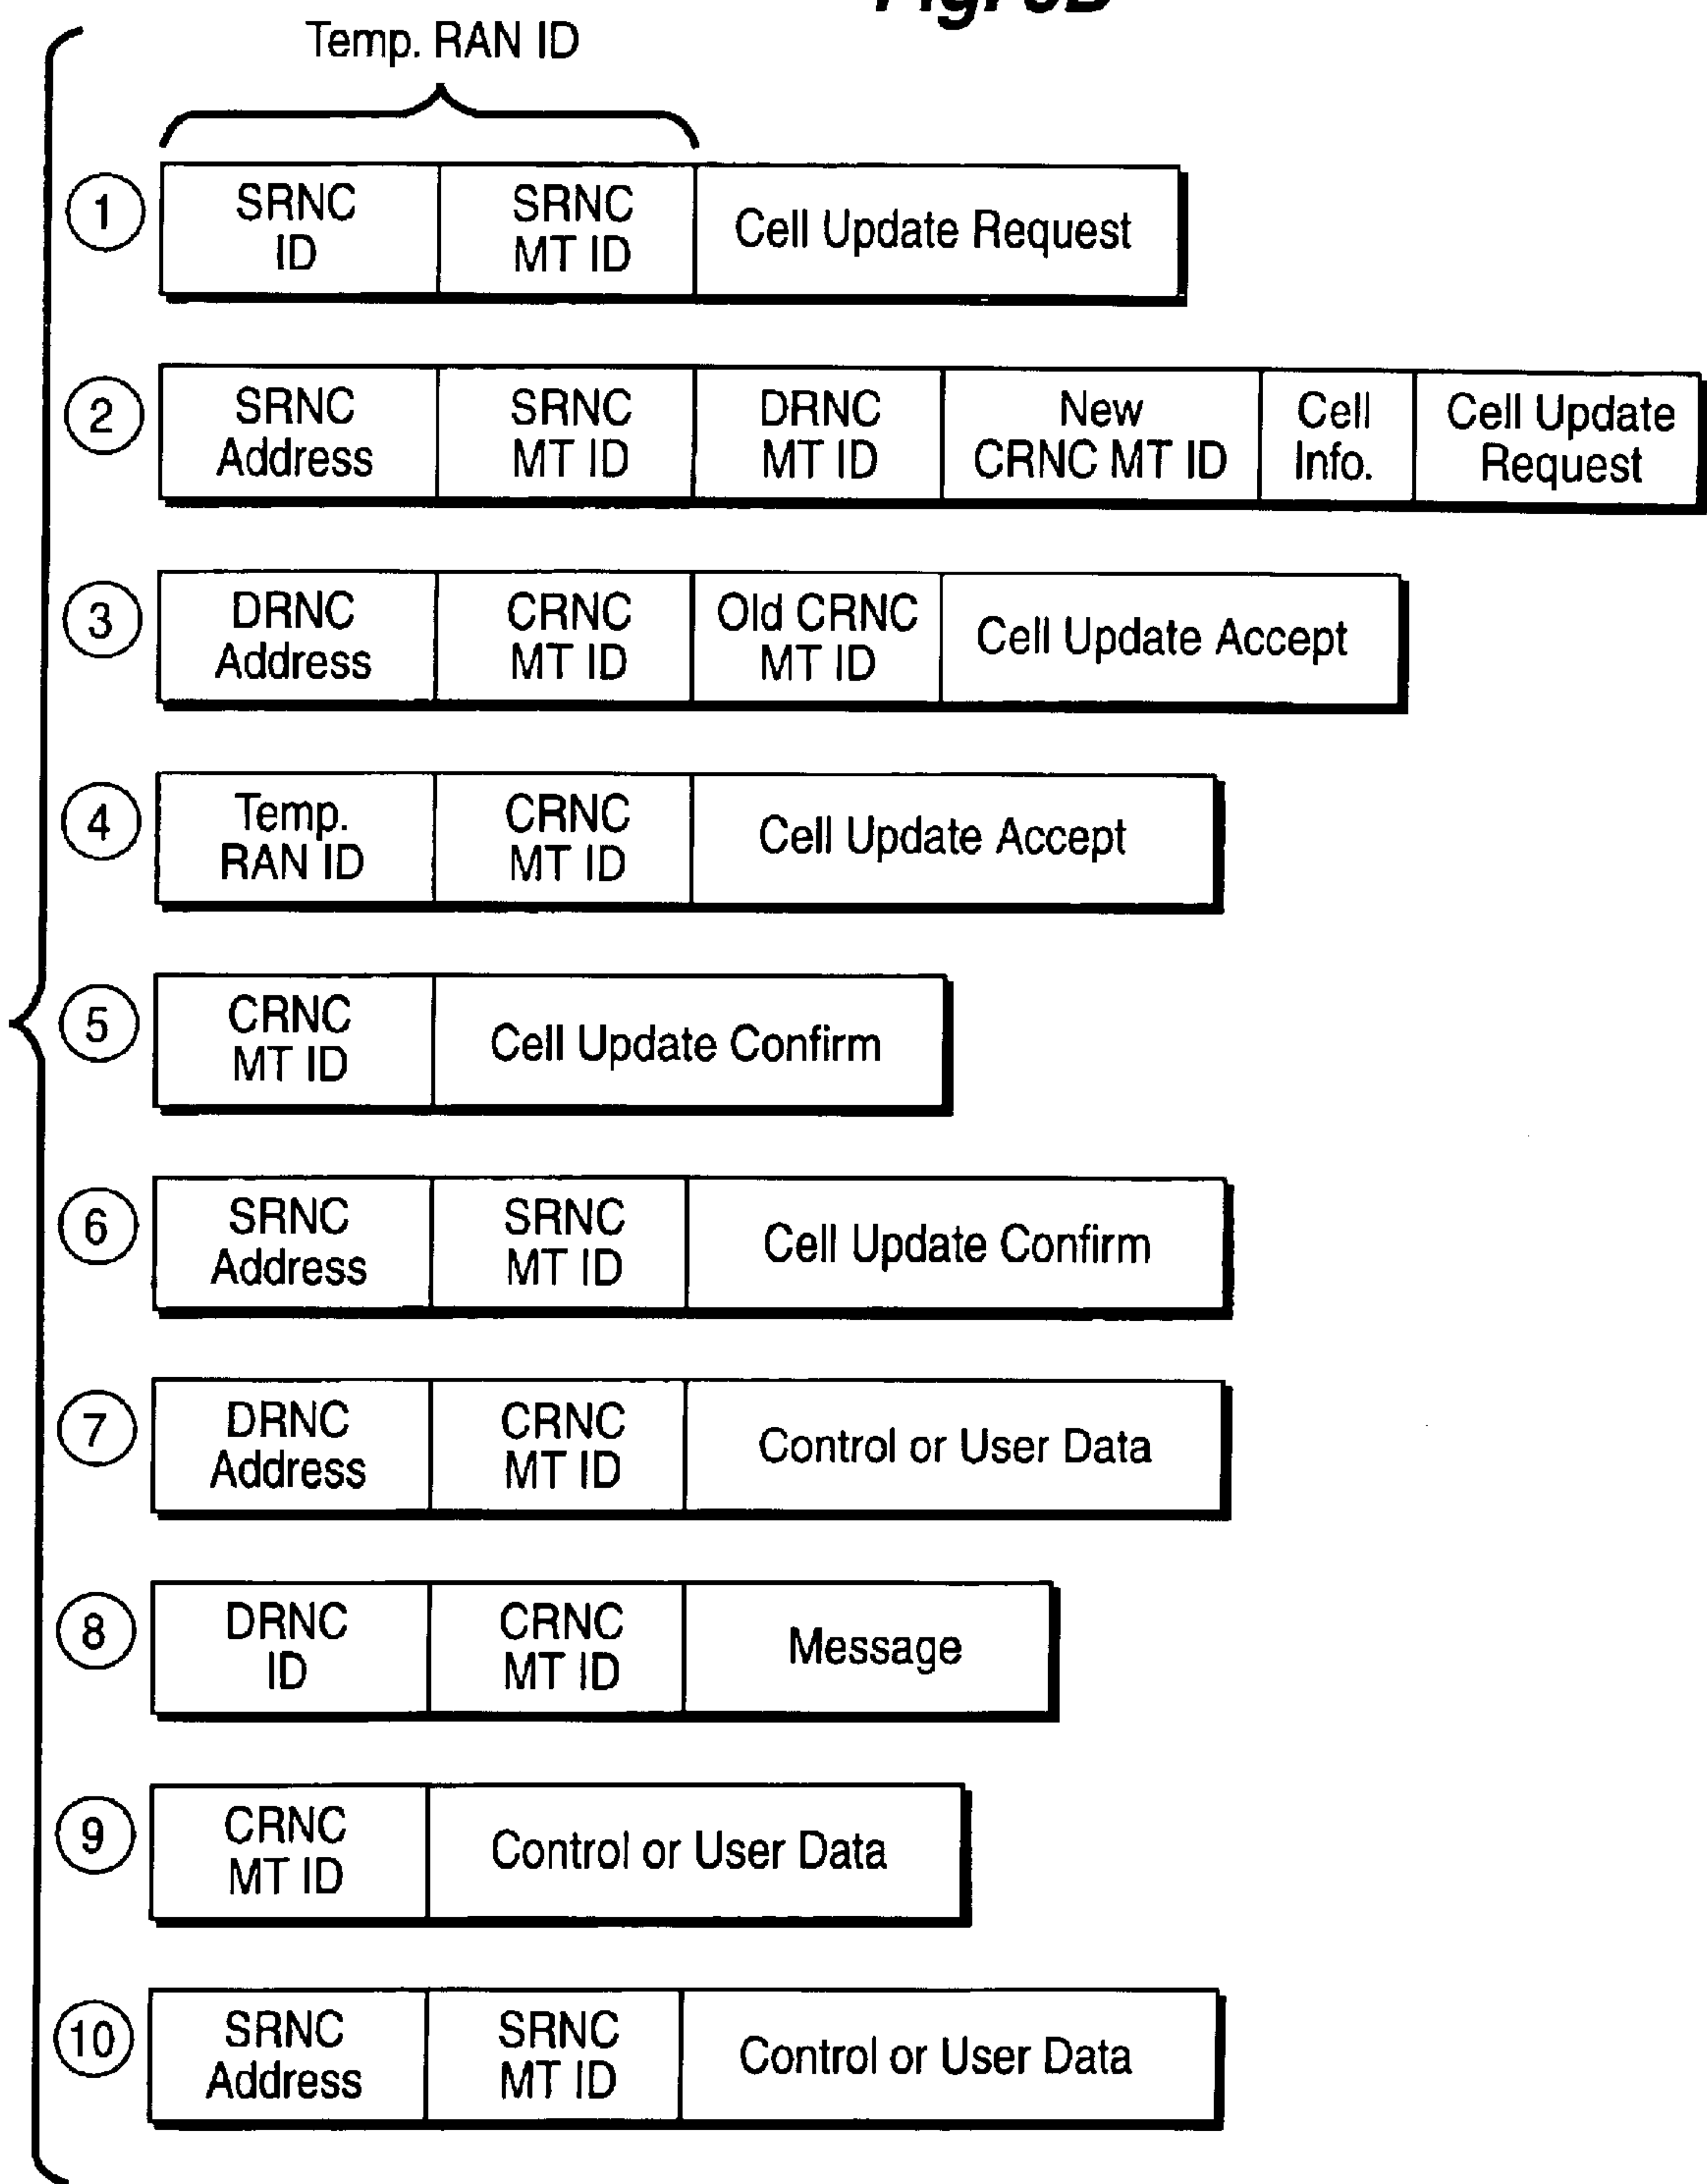 Temp. RAN ID
1
SRNC
ID
SRNC
MT ID
Cell Update Request
2
SRNC
Address
SRNC
MT ID
DRNC
MT ID
New
CRNC MT ID
Cell
Info.
Cell Update
Request
3
DRNC
Address
CRNC
MT ID
Old CRNC
MT ID
Cell Update Accept
4
Temp.
RAN ID
CRNC
MT ID
Cell Update Accept
5
CRNC
MT ID
Cell Update Confirm
6
SRNC
Address
SRNC
MT ID
Cell Update Confirm
7
DRNC
Address
CRNC
MT ID
Control or User Data
8
DRNC
ID
CRNC
MT ID
Message
9
CRNC
MT ID
Control or User Data
10
SRNC
Address
SRNC
MT ID
Control or User Data